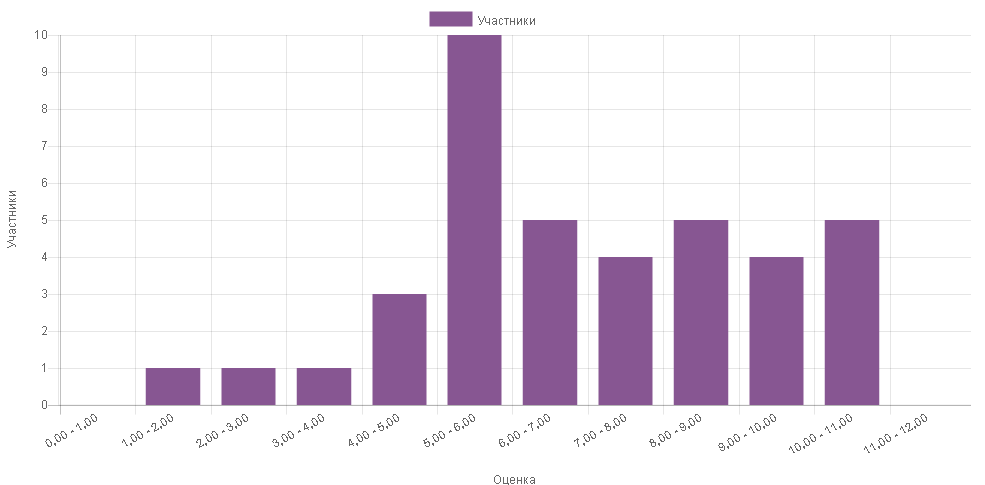 Участники
10
9
8
7
6
5
4
3
2
1
0
Участники
0,00 - 1,00
1,00 - 2,00
2,00 - 3,00
3,00 - 4,00
4,00 - 5,00
5,00 - 6,00
6,00 - 7,00
7,00 - 8,00
8,00 - 9,00
9,00 - 10,00
10,00 - 11,00
11,00 - 12,00
Оценка